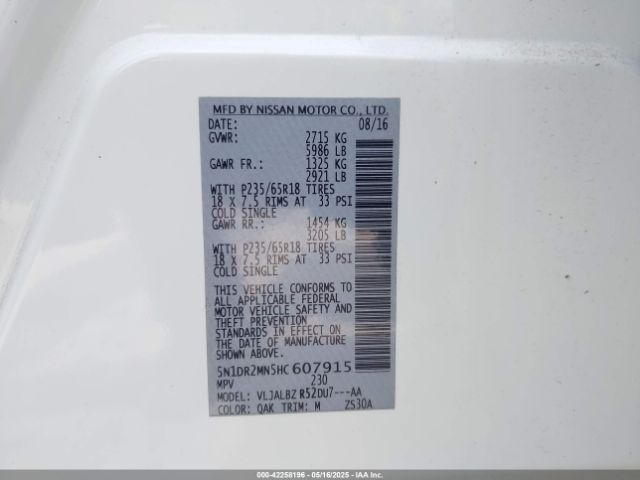 MFD BY NISSAN MOTOR CO., LTD.
DATE: 08/16
GVWR: 2715 KG
5986 LB
GAWR FR.: 1325 KG
2921 LB
WITH P235/65R18 TIRES
18 X 7.5 RIMS AT 33 PSI
COLD SINGLE
GAWR RR.: 1454 KG
3205 LB
WITH P235/65R18 TIRES
18 X 7.5 RIMS AT 33 PSI
COLD SINGLE
THIS VEHICLE CONFORMS TO
ALL APPLICABLE FEDERAL
MOTOR VEHICLE SAFETY AND
THEFT PREVENTION
STANDARDS IN EFFECT ON
THE DATE OF MANUFACTURE
SHOWN ABOVE.
5N1DR2MN5HC607915
MPV 230
MODEL: VLJALBZ R52DU7---AA
COLOR: QAK TRIM: M ZS30A
000-42258196 - 05/16/2025 - IAA Inc.